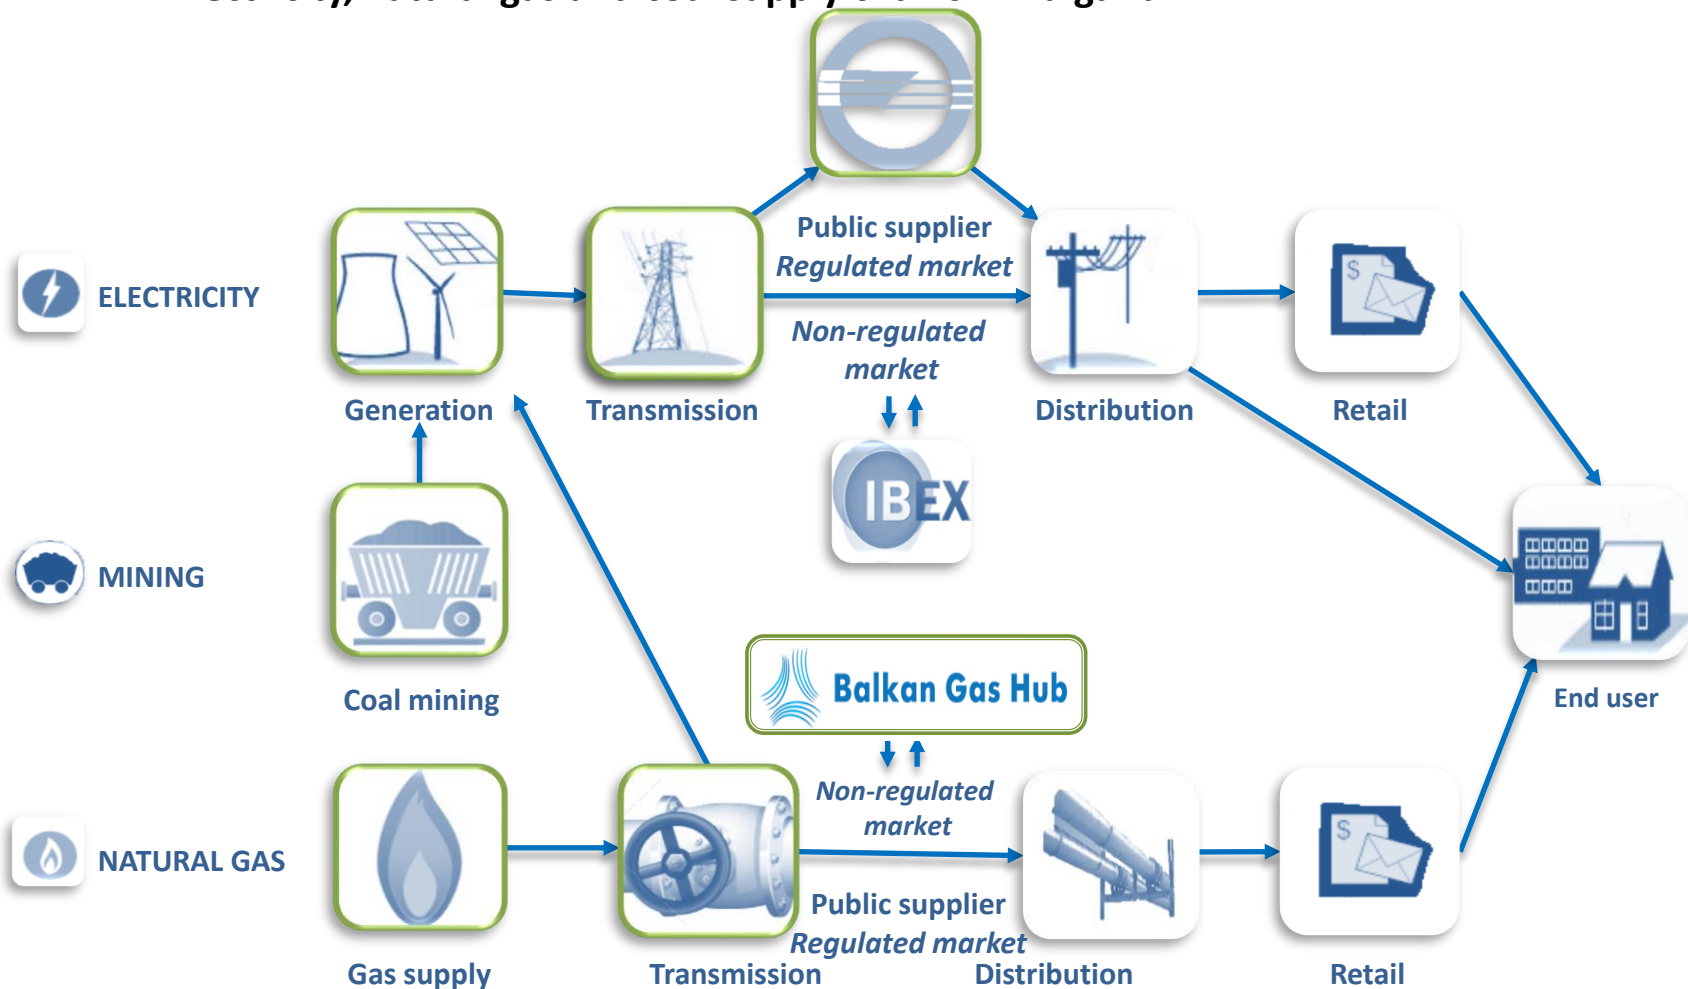 Public supplier
Regulated market
ELECTRICITY
Non-regulated
market
$
Generation
Transmission
Distribution
Retail
IBEX
MINING
Balkan Gas Hub
Coal mining
End user
Non-regulated
market
NATURAL GAS
$
Public supplier
Regulated market
Gas supply
Transmission
Distribution
Retail